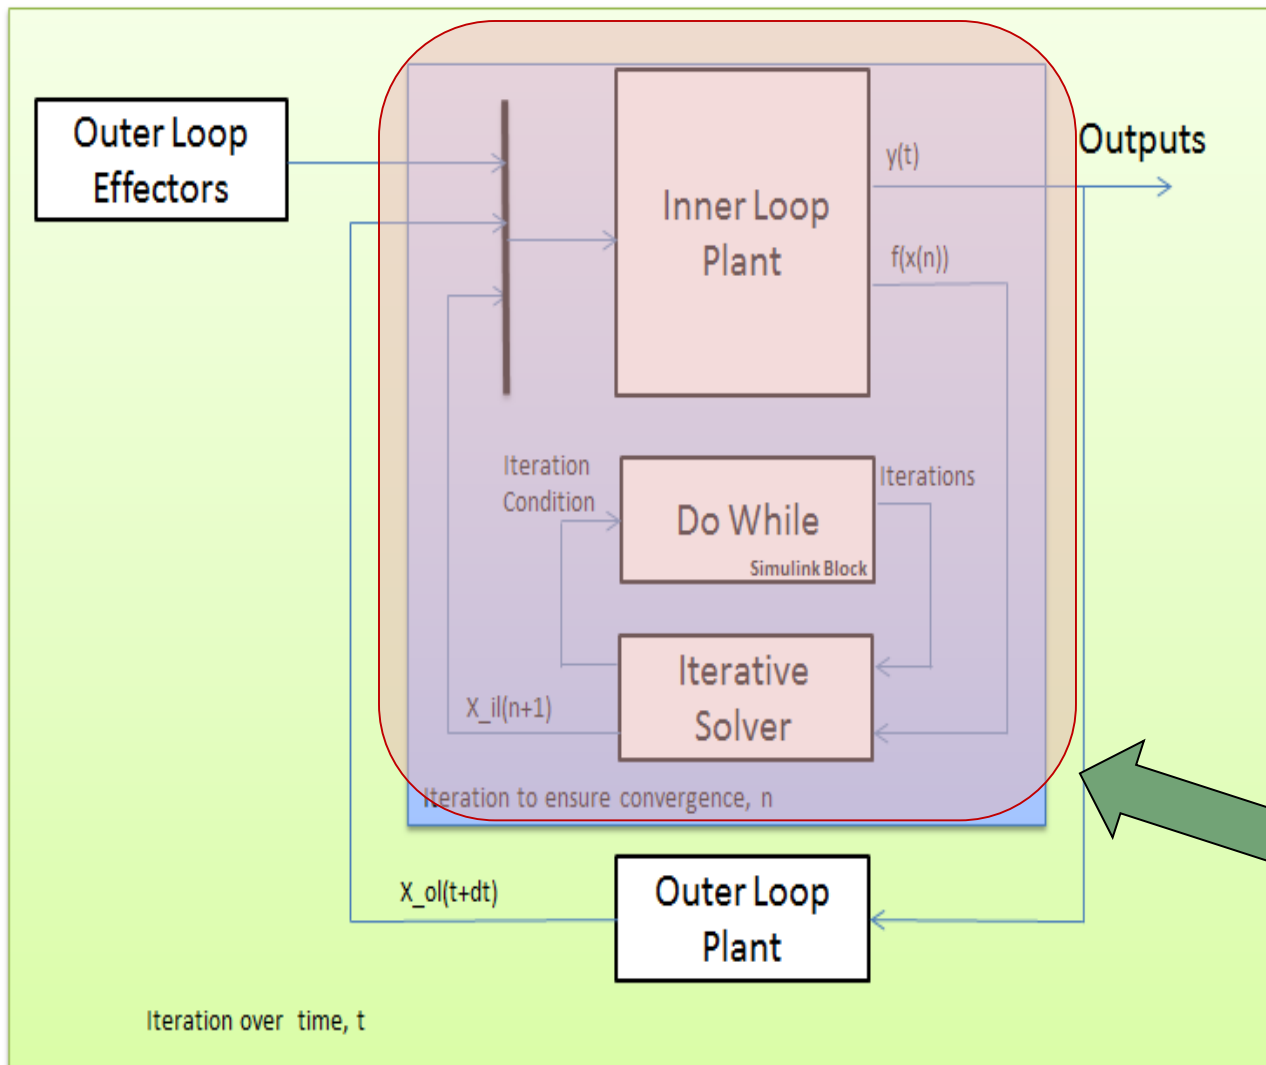 Outer Loop
Effectors
Outputs
y(t)
Inner Loop
Plant
f(x(n))
Iteration
Condition
Iterations
Do While
Simulink Block
Iterative
Solver
X_il(n+1)
Iteration to ensure convergence, n
X_ol(t+dt)
Outer Loop
Plant
Iteration over time, t